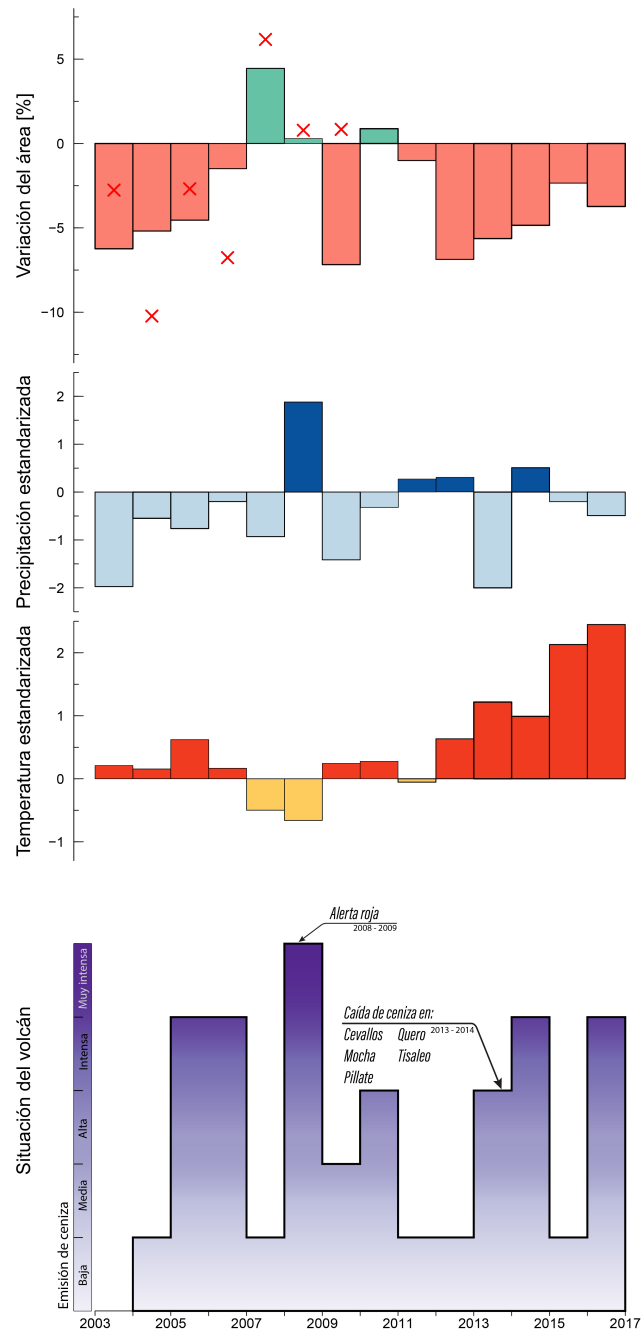 Variación del área [%]
5
0
−5
−10
Precipitación estandarizada
2
1
0
−1
−2
Temperatura estandarizada
2
1
0
−1
Situación del volcán
Emisión de ceniza
Muy intensa
Intensa
Alta
Media
Baja
Alerta roja
2008 - 2009
Caída de ceniza en:
Cevallos Quero 2013 - 2014
Mocha Tisaleo
Pillate
2003 2005 2007 2009 2011 2013 2015 2017